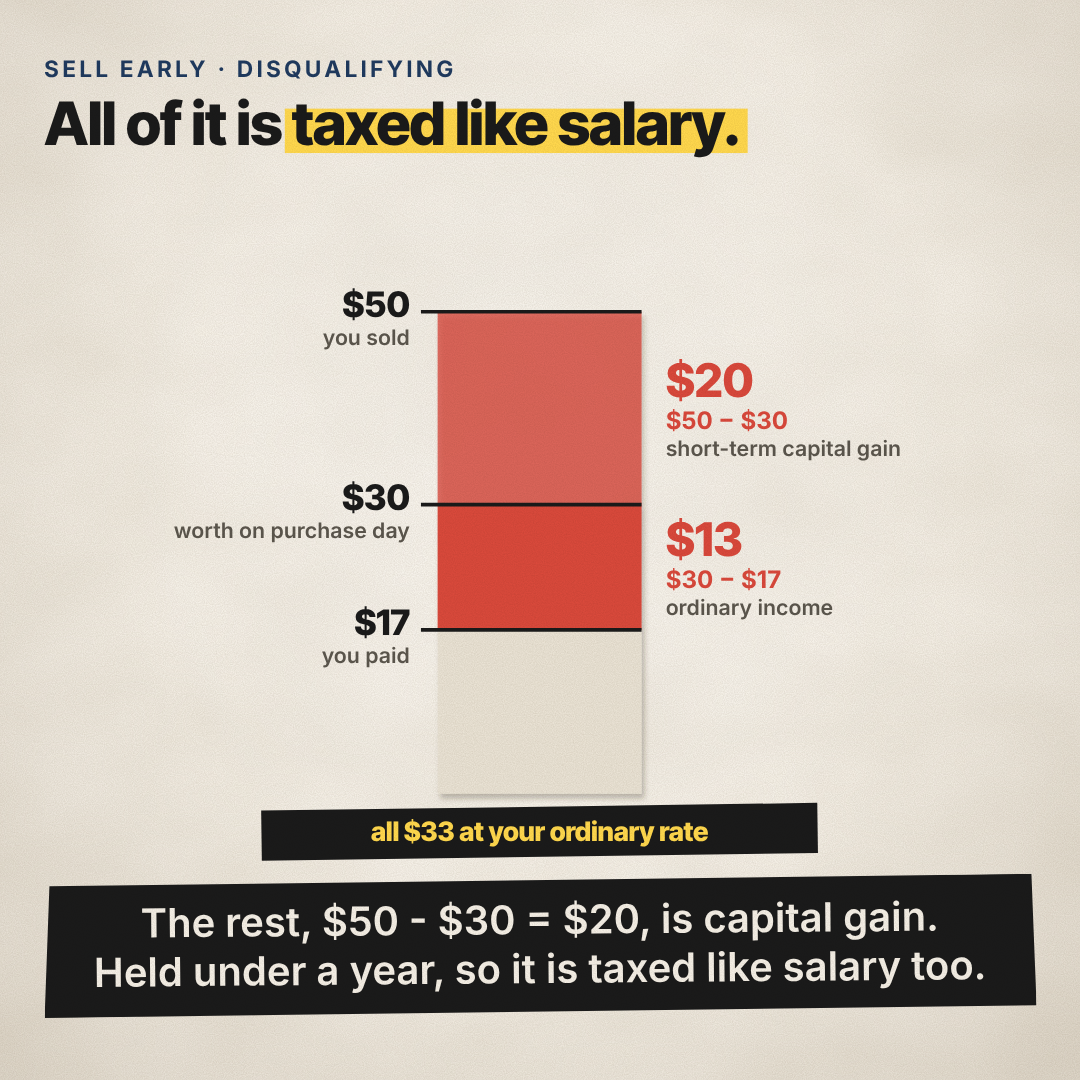 SELL EARLY · DISQUALIFYING
All of it is taxed like salary.
$50
you sold
$20
$50 – $30
short-term capital gain
$30
worth on purchase day
$13
$30 – $17
ordinary income
$17
you paid
all $33 at your ordinary rate
The rest, $50 - $30 = $20, is capital gain.
Held under a year, so it is taxed like salary too.